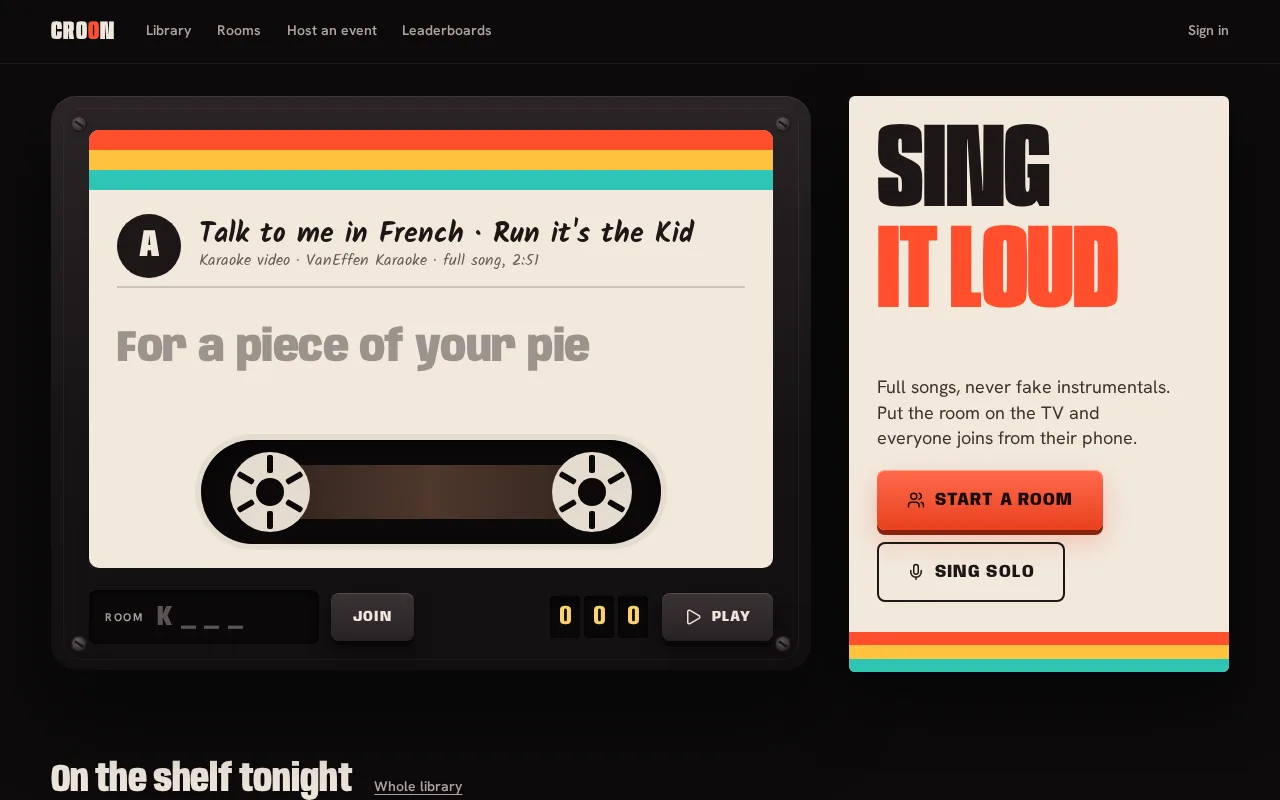 CROON
Library
Rooms
Host an event
Leaderboards
Sign in
A
Talk to me in French · Run it's the Kid
Karaoke video · VanEffen Karaoke · full song, 2:51
For a piece of your pie
ROOM
K _ _ _
JOIN
0 0 0
PLAY
SING
IT LOUD
Full songs, never fake instrumentals.
Put the room on the TV and
everyone joins from their phone.
START A ROOM
SING SOLO
On the shelf tonight
Whole library